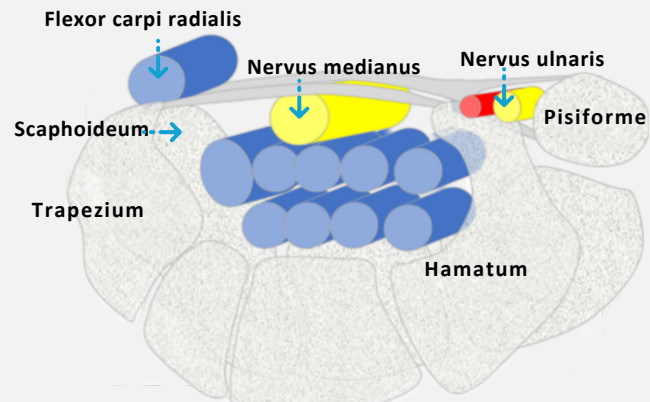 Flexor carpi radialis
Nervus medianus
Nervus ulnaris
Scaphoideum
Pisiforme
Trapezium
Hamatum